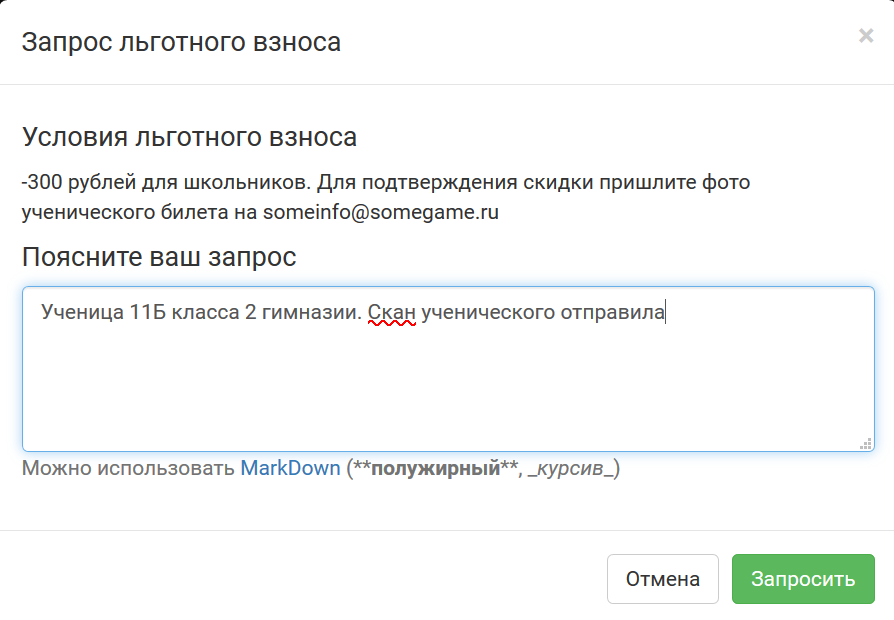 Запрос льготного взноса
×
Условия льготного взноса
-300 рублей для школьников. Для подтверждения скидки пришлите фото
ученического билета на someinfo@somegame.ru
Поясните ваш запрос
Ученица 11Б класса 2 гимназии. Скан ученического отправила
Можно использовать MarkDown (**полужирный**, _курсив_)
Отмена
Запросить